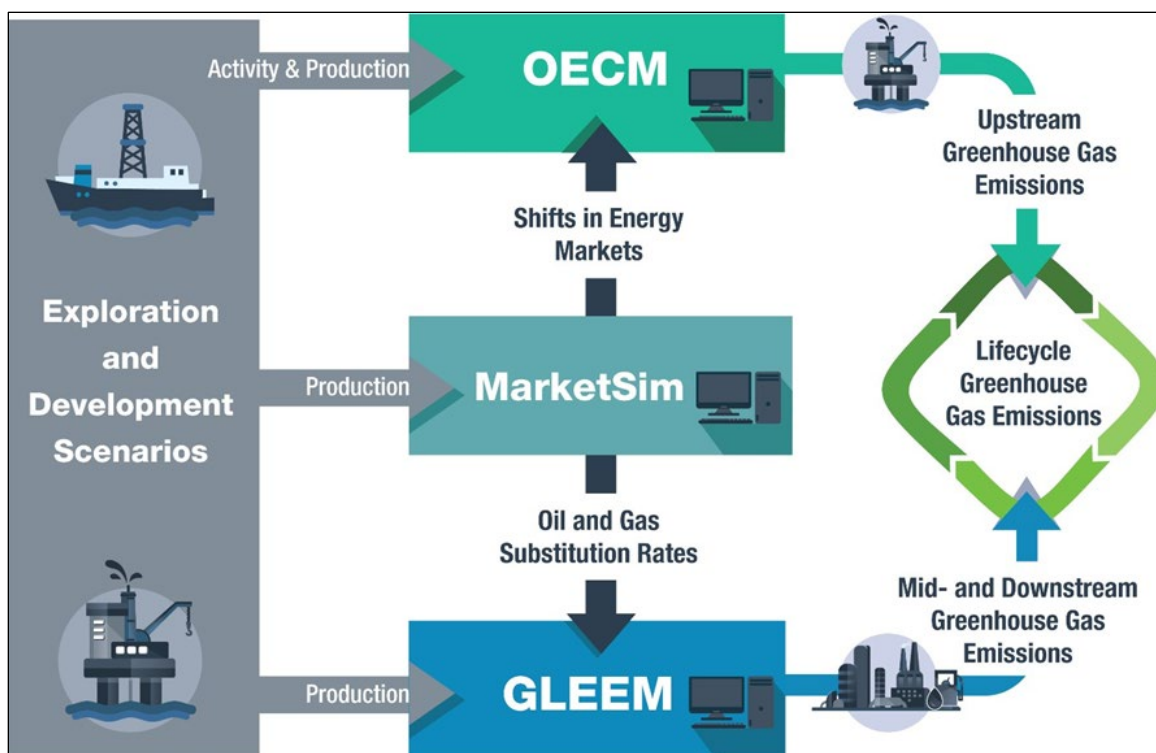 Exploration
and
Development
Scenarios
Activity & Production
OECM
Upstream
Greenhouse Gas
Emissions
Shifts in Energy
Markets
Production
MarketSim
Lifecycle
Greenhouse
Gas Emissions
Oil and Gas
Substitution Rates
Production
GLEEM
Mid- and Downstream
Greenhouse Gas
Emissions